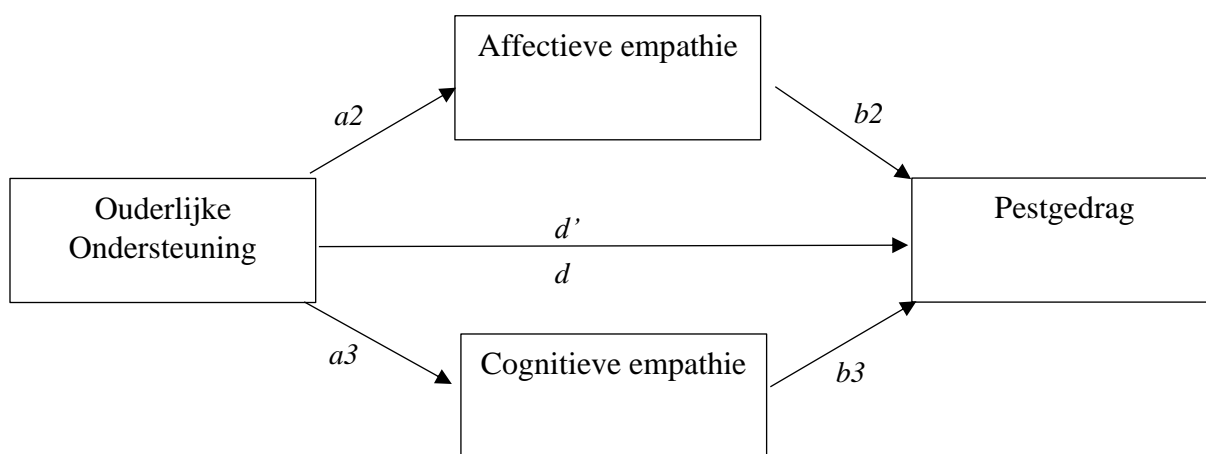 Affectieve empathie
a2
b2
Ouderlijke
Ondersteuning
Pestgedrag
d’
d
a3
Cognitieve empathie
b3